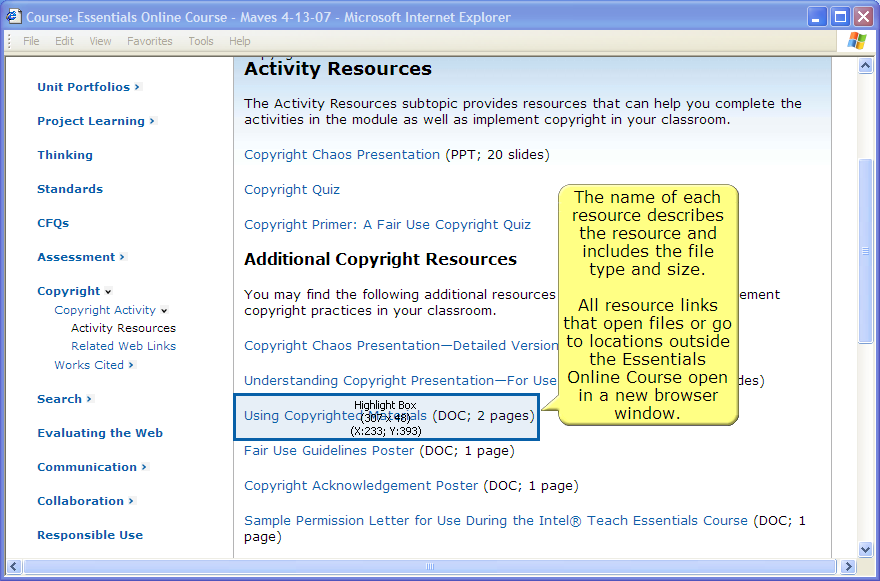 Course: Essentials Online Course - Maves 4-13-07 - Microsoft Internet Explorer
File Edit View Favorites Tools Help
Unit Portfolios
Project Learning
Thinking
Standards
CFQs
Assessment
Copyright
Copyright Activity
Activity Resources
Related Web Links
Works Cited
Search
Evaluating the Web
Communication
Collaboration
Responsible Use
Activity Resources
The Activity Resources subtopic provides resources that can help you complete the
activities in the module as well as implement copyright in your classroom.
Copyright Chaos Presentation (PPT; 20 slides)
Copyright Quiz
Copyright Primer: A Fair Use Copyright Quiz
Additional Copyright Resources
You may find the following additional resources
copyright practices in your classroom.
Copyright Chaos Presentation—Detailed Version
Understanding Copyright Presentation—For Use
Using Copyrighted Materials (DOC; 2 pages)
Highlight Box
(307 x 48)
(X:233; Y:393)
Fair Use Guidelines Poster (DOC; 1 page)
Copyright Acknowledgement Poster (DOC; 1 page)
Sample Permission Letter for Use During the Intel® Teach Essentials Course (DOC; 1
page)
The name of each
resource describes
the resource and
includes the file
type and size.
All resource links
that open files or go
to locations outside
the Essentials
Online Course open
in a new browser
window.